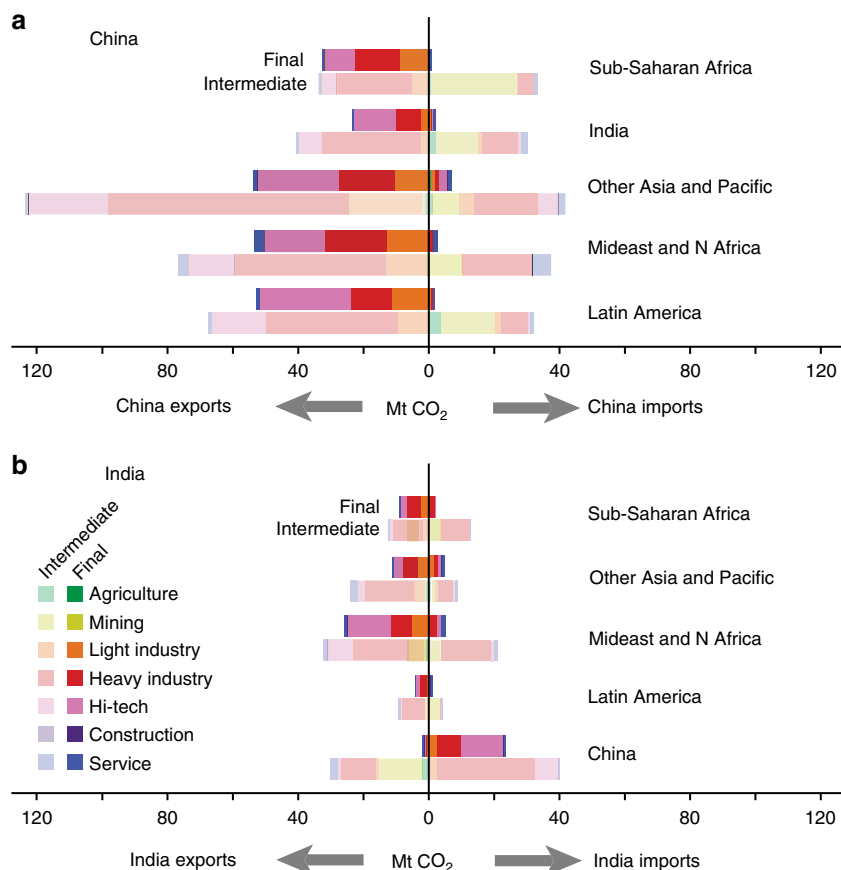 a
China
Final
Intermediate
Sub-Saharan Africa
India
Other Asia and Pacific
Mideast and N Africa
Latin America
120 80 40 0 40 80 120
China exports Mt CO₂ China imports
b
India
Final
Intermediate
Sub-Saharan Africa
Other Asia and Pacific
Mideast and N Africa
Latin America
China
Intermediate
Final
Agriculture
Mining
Light industry
Heavy industry
Hi-tech
Construction
Service
120 80 40 0 40 80 120
India exports Mt CO₂ India imports